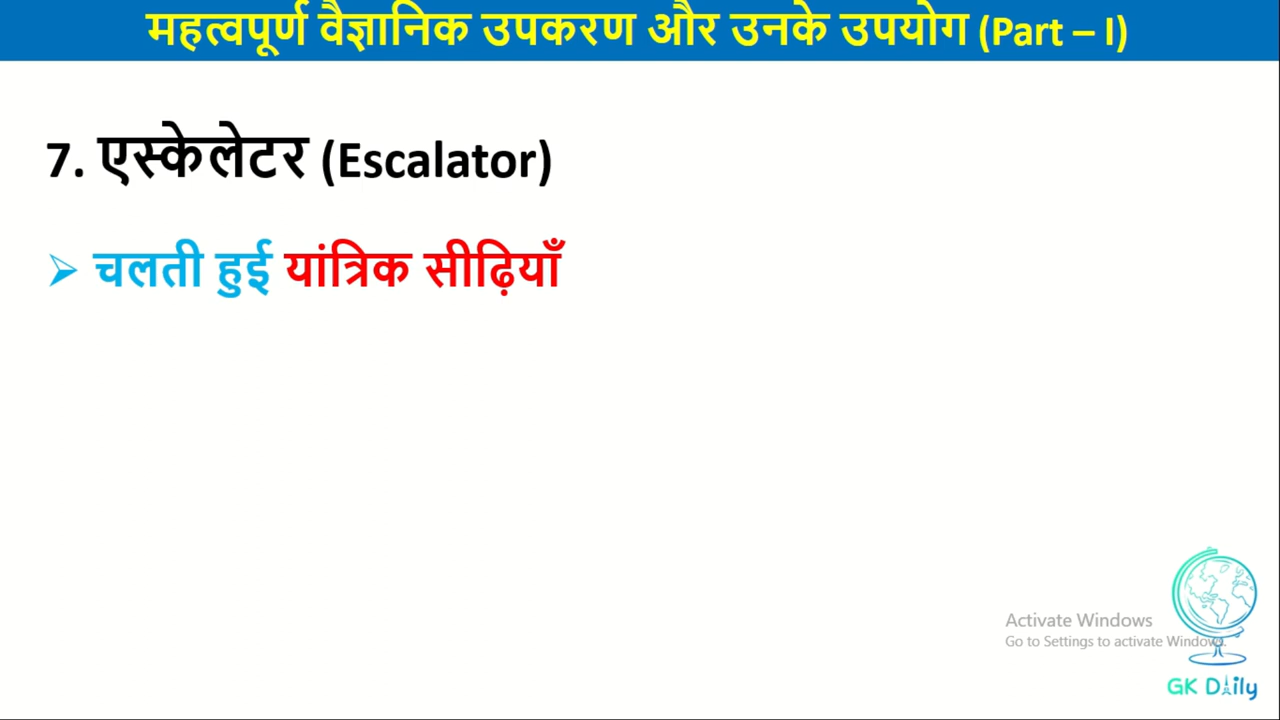 महत्वपूर्ण वैज्ञानिक उपकरण और उनके उपयोग (Part – I)
7. एस्केलेटर (Escalator)
➢ चलती हुई यांत्रिक सीढ़ियाँ
Activate Windows
Go to Settings to activate Windows.
GK Daily